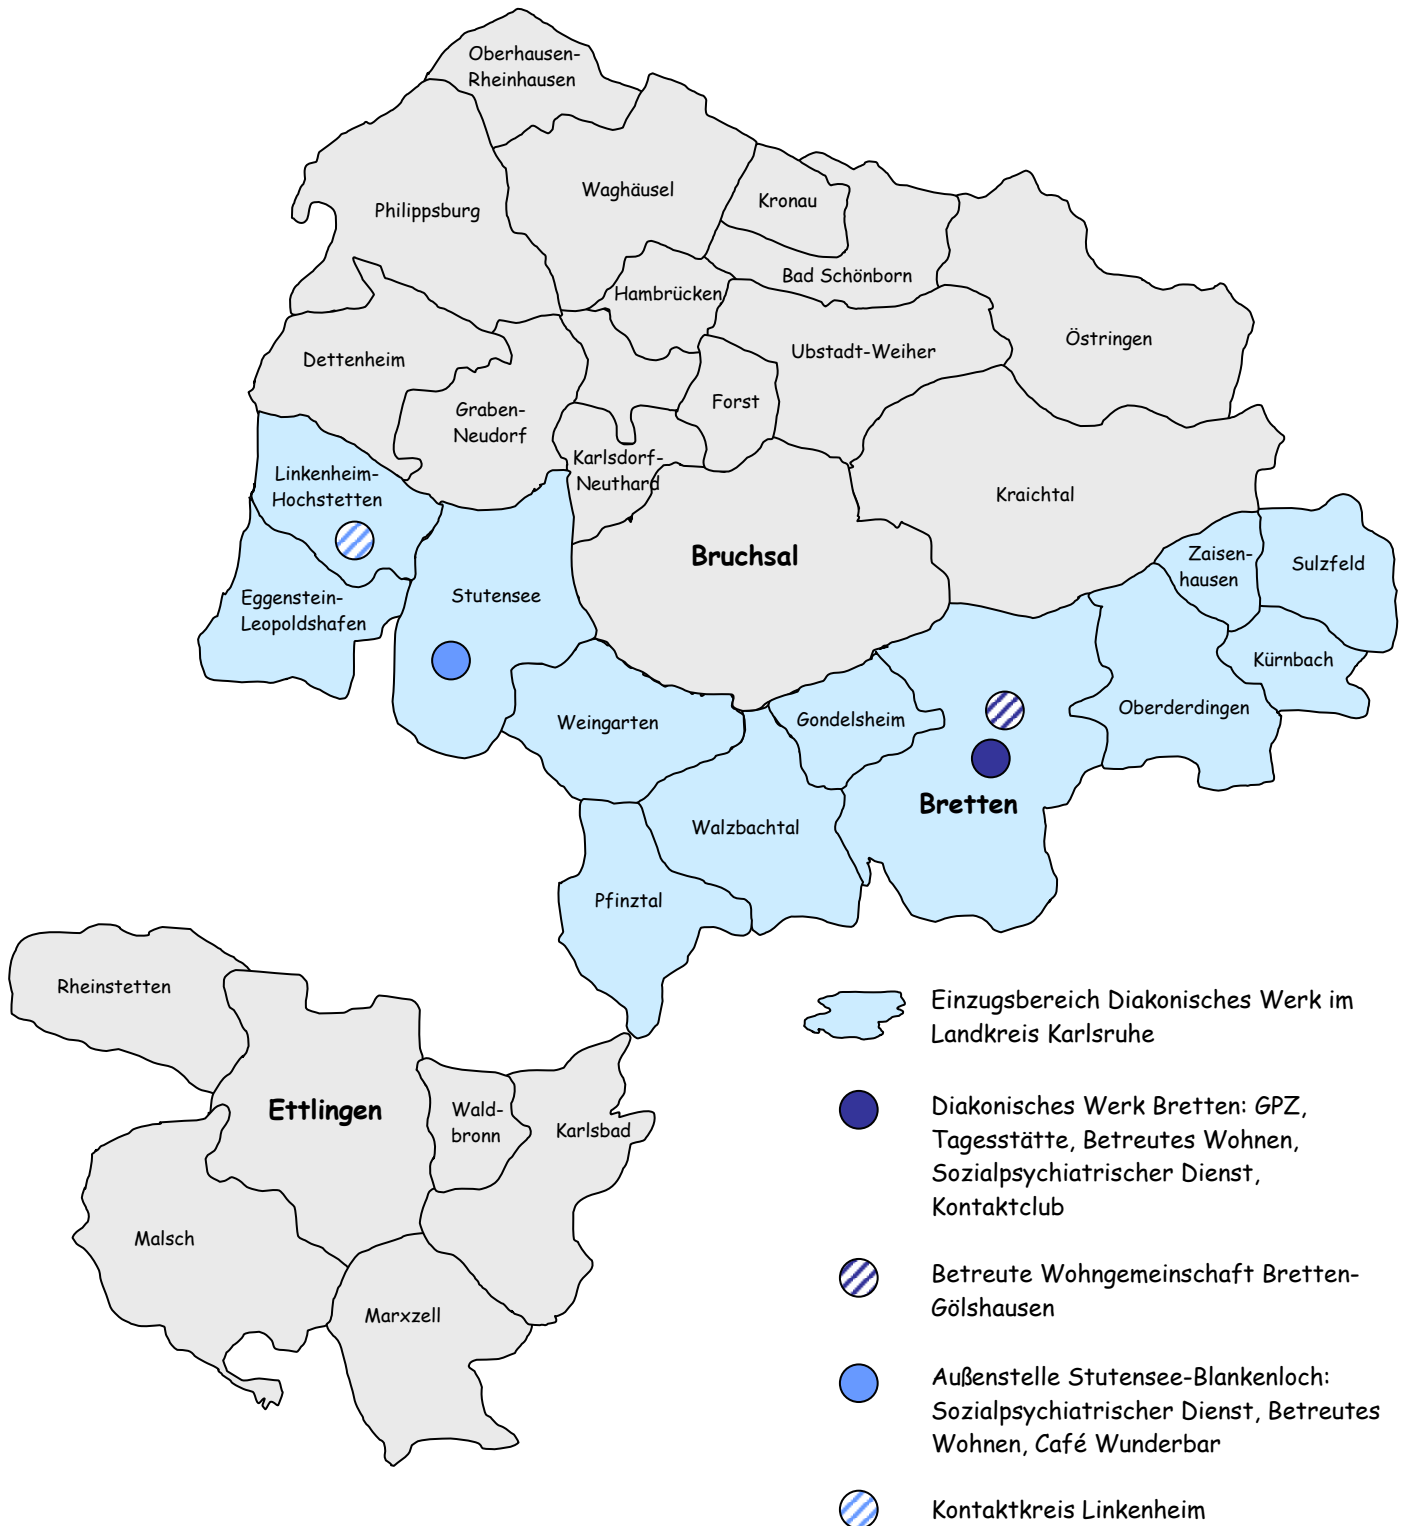 Oberhausen-
Rheinhausen
Waghäusel
Kronau
Philippsburg
Bad Schönborn
Hambrücken
Östringen
Ubstadt-Weiher
Dettenheim
Forst
Graben-
Neudorf
Karlsdorf-
Neuthard
Linkenheim-
Hochstetten
Kraichtal
Bruchsal
Zaisen-
hausen
Sulzfeld
Eggenstein-
Leopoldshafen
Stutensee
Kürnbach
Oberderdingen
Weingarten
Gondelsheim
Bretten
Walzbachtal
Pfinztal
Rheinstetten
Ettlingen
Wald-
bronn
Karlsbad
Malsch
Marxzell
Einzugsbereich Diakonisches Werk im
Landkreis Karlsruhe
Diakonisches Werk Bretten: GPZ,
Tagesstätte, Betreutes Wohnen,
Sozialpsychiatrischer Dienst,
Kontaktclub
Betreute Wohngemeinschaft Bretten-
Gölshausen
Außenstelle Stutensee-Blankenloch:
Sozialpsychiatrischer Dienst, Betreutes
Wohnen, Café Wunderbar
Kontaktkreis Linkenheim